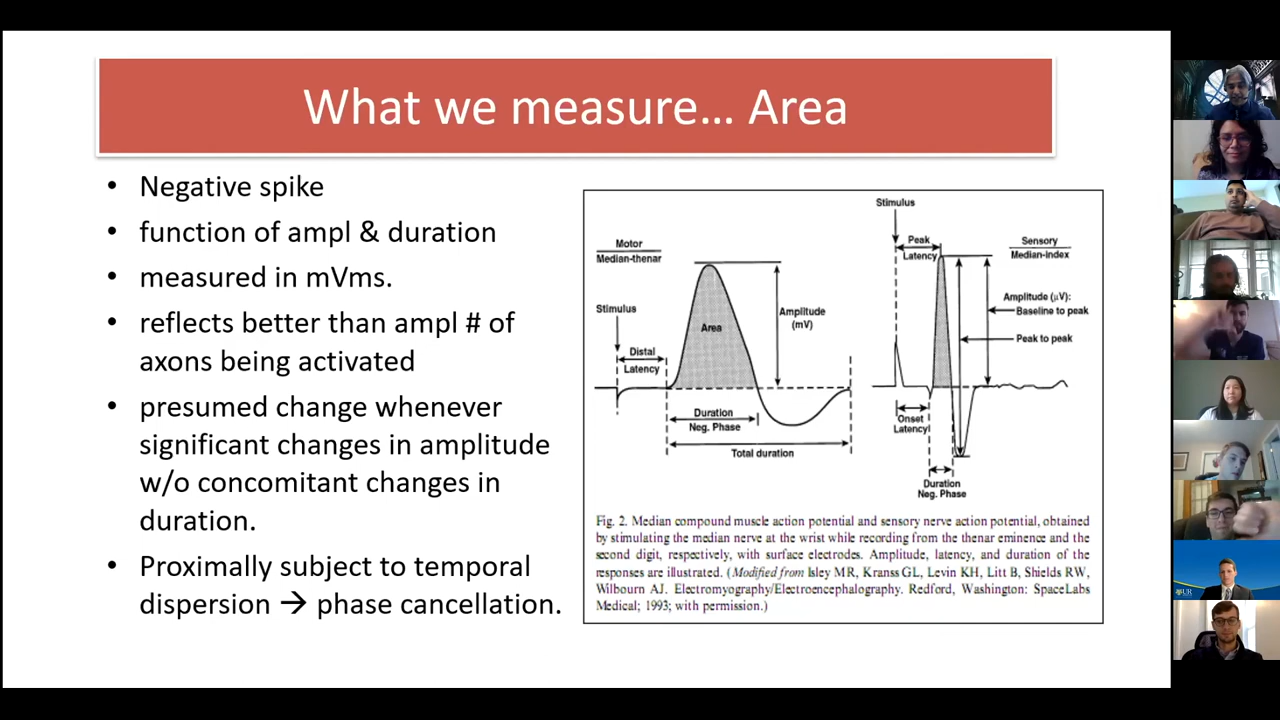 What we measure... Area
• Negative spike
• function of ampl & duration
• measured in mVms.
• reflects better than ampl # of
axons being activated
• presumed change whenever
significant changes in amplitude
w/o concomitant changes in
duration.
• Proximally subject to temporal
dispersion → phase cancellation.
Motor
Median-thenar
Stimulus
Distal
Latency
Area
Amplitude
(mV)
Duration
Neg. Phase
Total duration
Stimulus
Peak
Latency
Sensory
Median-index
Amplitude (μV):
Baseline to peak
Peak to peak
Onset
Latency
Duration
Neg. Phase
Fig. 2. Median compound muscle action potential and sensory nerve action potential, obtained
by stimulating the median nerve at the wrist while recording from the thenar eminence and the
second digit, respectively, with surface electrodes. Amplitude, latency, and duration of the
responses are illustrated. (Modified from Isley MR, Kranss GL, Levin KH, Litt B, Shields RW,
Wilbourn AJ. Electromyography/Electroencephalography. Redford, Washington: SpaceLabs
Medical; 1993; with permission.)
UR